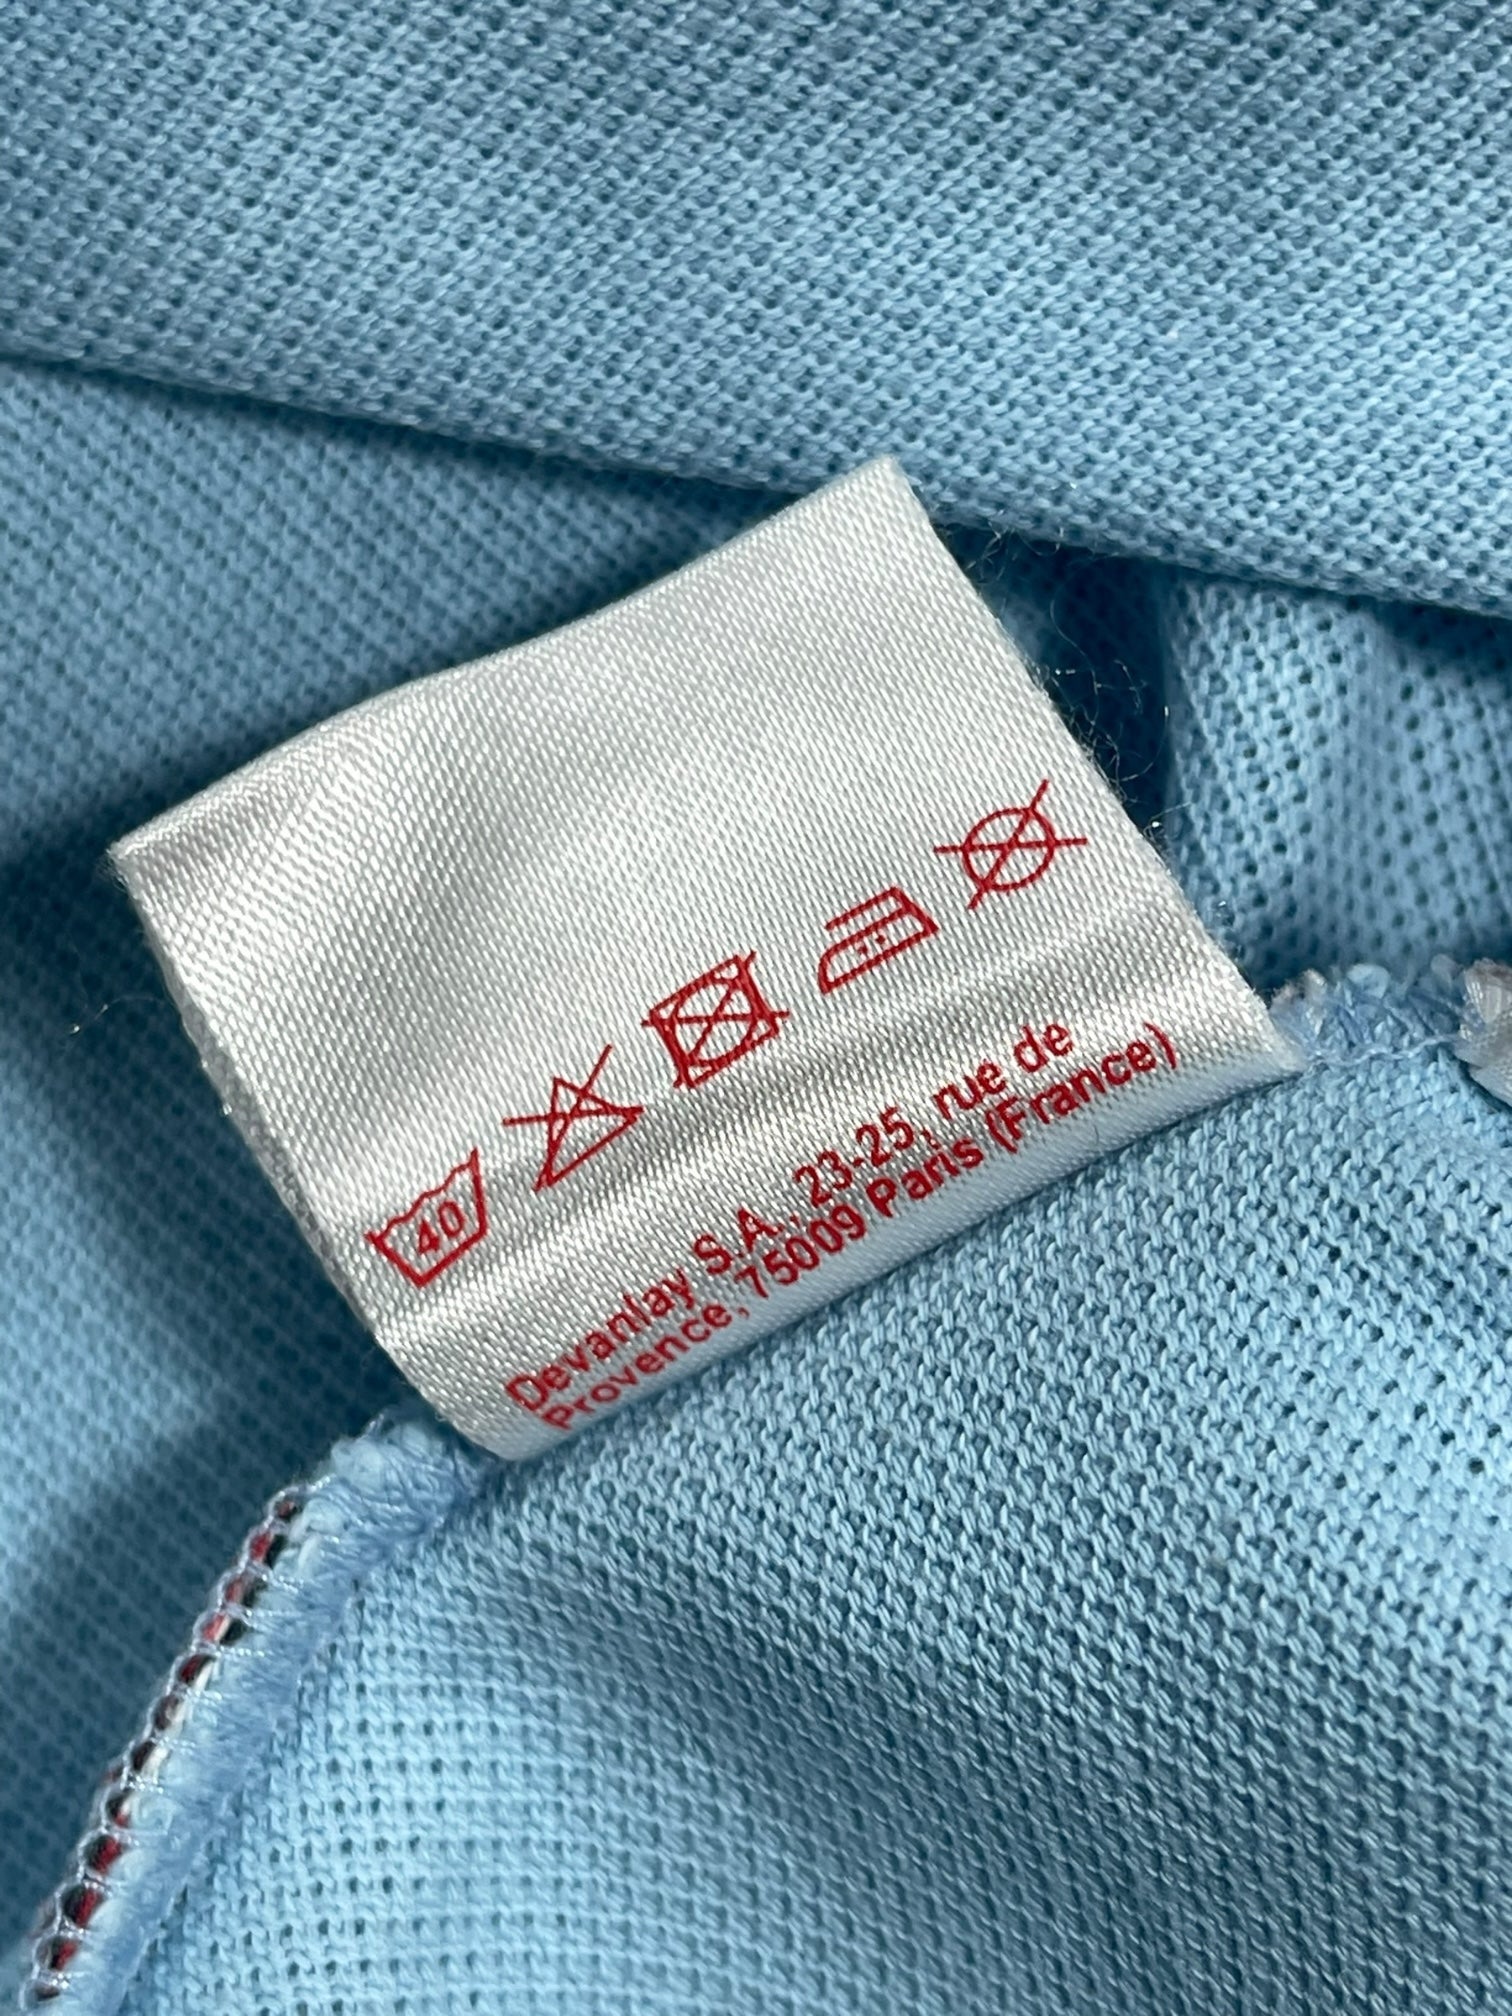 40
Devanlay S.A., 23-25, rue de
Provence, 75009 Paris (France)